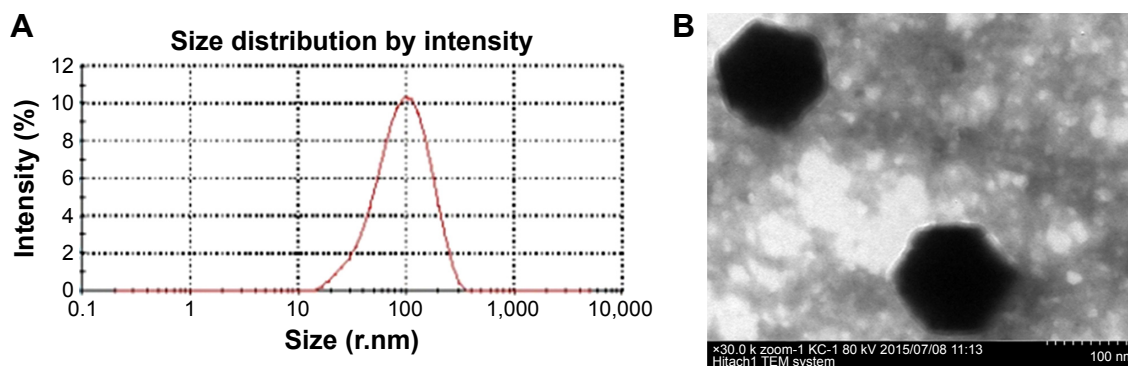 A
Size distribution by intensity
Intensity (%)
12
10
8
6
4
2
0
0.1 1 10 100 1,000 10,000
Size (r.nm)
B
×30.0 k zoom-1 KC-1 80 kV 2015/07/08 11:13
Hitach1 TEM system
100 nm